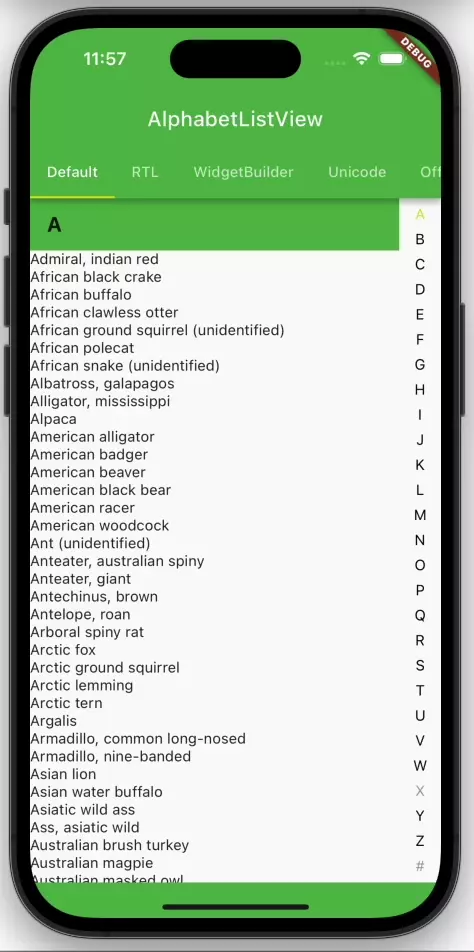 11:57
DEBUG
AlphabetListView
Default RTL WidgetBuilder Unicode Off
A
Admiral, indian red
African black crake
African buffalo
African clawless otter
African ground squirrel (unidentified)
African polecat
African snake (unidentified)
Albatross, galapagos
Alligator, mississippi
Alpaca
American alligator
American badger
American beaver
American black bear
American racer
American woodcock
Ant (unidentified)
Anteater, australian spiny
Anteater, giant
Antechinus, brown
Antelope, roan
Arboral spiny rat
Arctic fox
Arctic ground squirrel
Arctic lemming
Arctic tern
Argalis
Armadillo, common long-nosed
Armadillo, nine-banded
Asian lion
Asian water buffalo
Asiatic wild ass
Ass, asiatic wild
Australian brush turkey
Australian magpie
Australian masked owl
A
B
C
D
E
F
G
H
I
J
K
L
M
N
O
P
Q
R
S
T
U
V
W
X
Y
Z
#